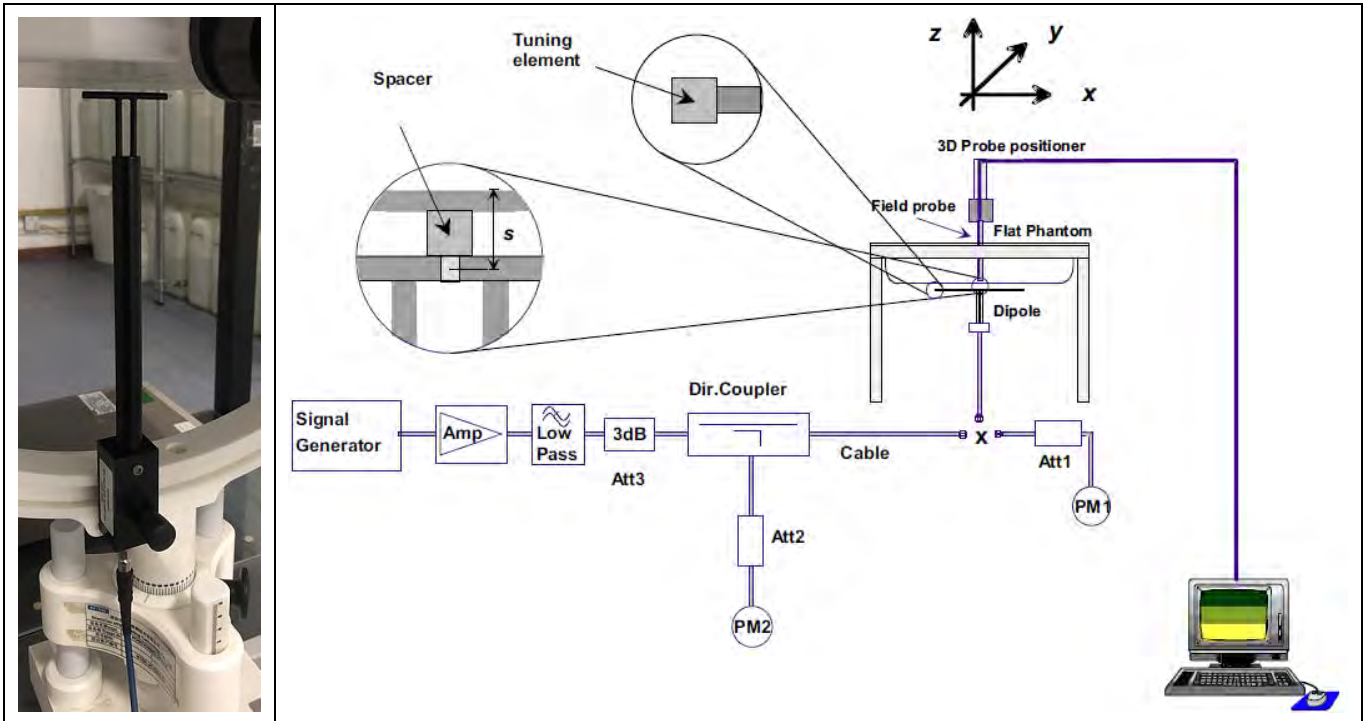 Tuning
element
Spacer
s
z
y
x
3D Probe positioner
Field probe
Flat Phantom
Dipole
Dir.Coupler
Signal
Generator
Amp
Low
Pass
3dB
Att3
Cable
x
Att1
PM1
Att2
PM2